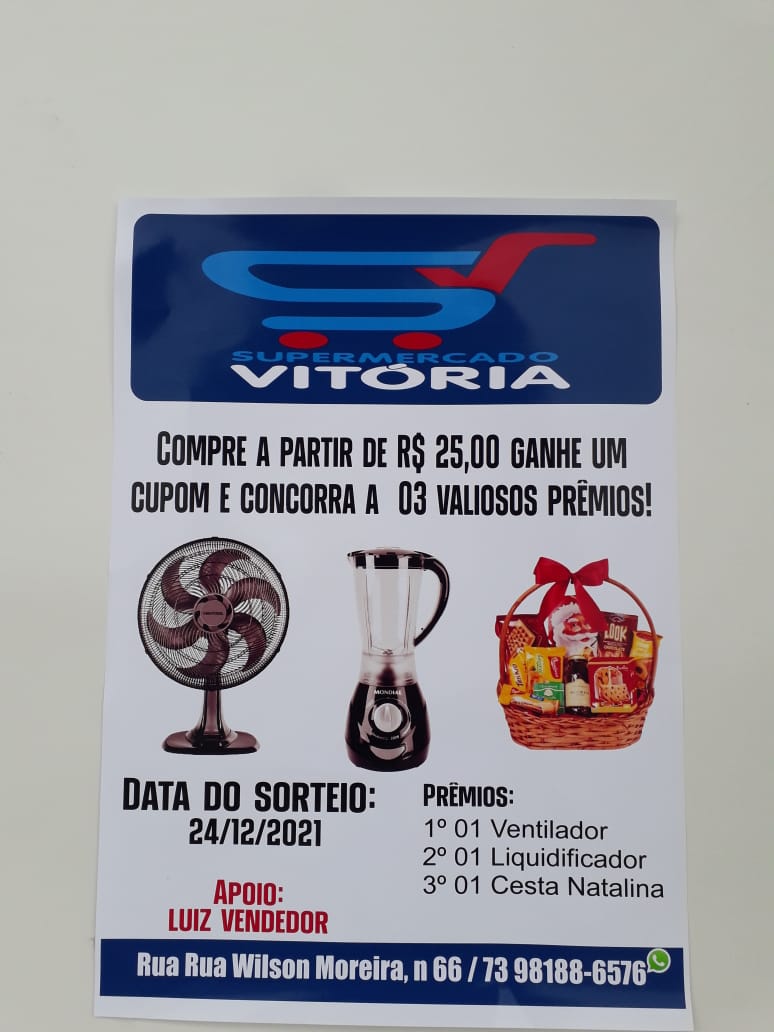 SUPERMERCADO
VITÓRIA
COMPRE A PARTIR DE R$ 25,00 GANHE UM
CUPOM E CONCORRA A 03 VALIOSOS PRÊMIOS!
MONDIAL
LOOK
DATA DO SORTEIO:
24/12/2021
PRÊMIOS:
1º 01 Ventilador
2º 01 Liquidificador
3º 01 Cesta Natalina
APOIO:
LUIZ VENDEDOR
Rua Rua Wilson Moreira, n 66 / 73 98188-6576